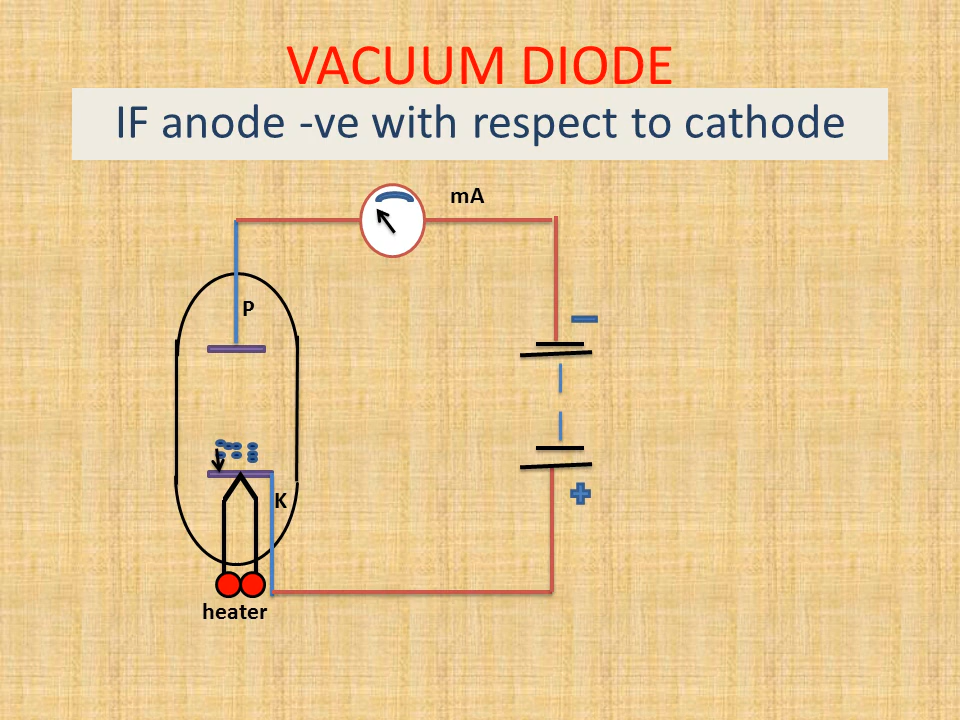 VACUUM DIODE
IF anode -ve with respect to cathode
mA
P
K
heater